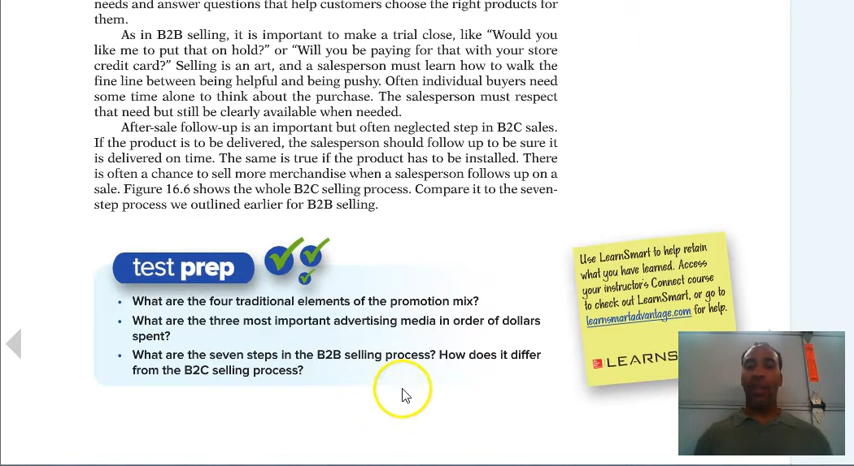 needs and answer questions that help customers choose the right products for
them.
As in B2B selling, it is important to make a trial close, like “Would you
like me to put that on hold?” or “Will you be paying for that with your store
credit card?” Selling is an art, and a salesperson must learn how to walk the
fine line between being helpful and being pushy. Often individual buyers need
some time alone to think about the purchase. The salesperson must respect
that need but still be clearly available when needed.
After-sale follow-up is an important but often neglected step in B2C sales.
If the product is to be delivered, the salesperson should follow up to be sure it
is delivered on time. The same is true if the product has to be installed. There
is often a chance to sell more merchandise when a salesperson follows up on a
sale. Figure 16.6 shows the whole B2C selling process. Compare it to the seven-
step process we outlined earlier for B2B selling.
test prep
• What are the four traditional elements of the promotion mix?
• What are the three most important advertising media in order of dollars
spent?
• What are the seven steps in the B2B selling process? How does it differ
from the B2C selling process?
Use LearnSmart to help retain
what you have learned. Access
your instructor's Connect course
to check out LearnSmart, or go to
learnsmartadvantage.com for help.
LEARNS